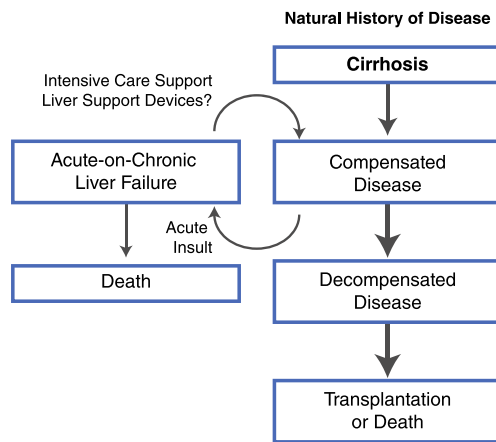 Natural History of Disease
Cirrhosis
Intensive Care Support
Liver Support Devices?
Acute-on-Chronic
Liver Failure
Compensated
Disease
Acute
Insult
Death
Decompensated
Disease
Transplantation
or Death